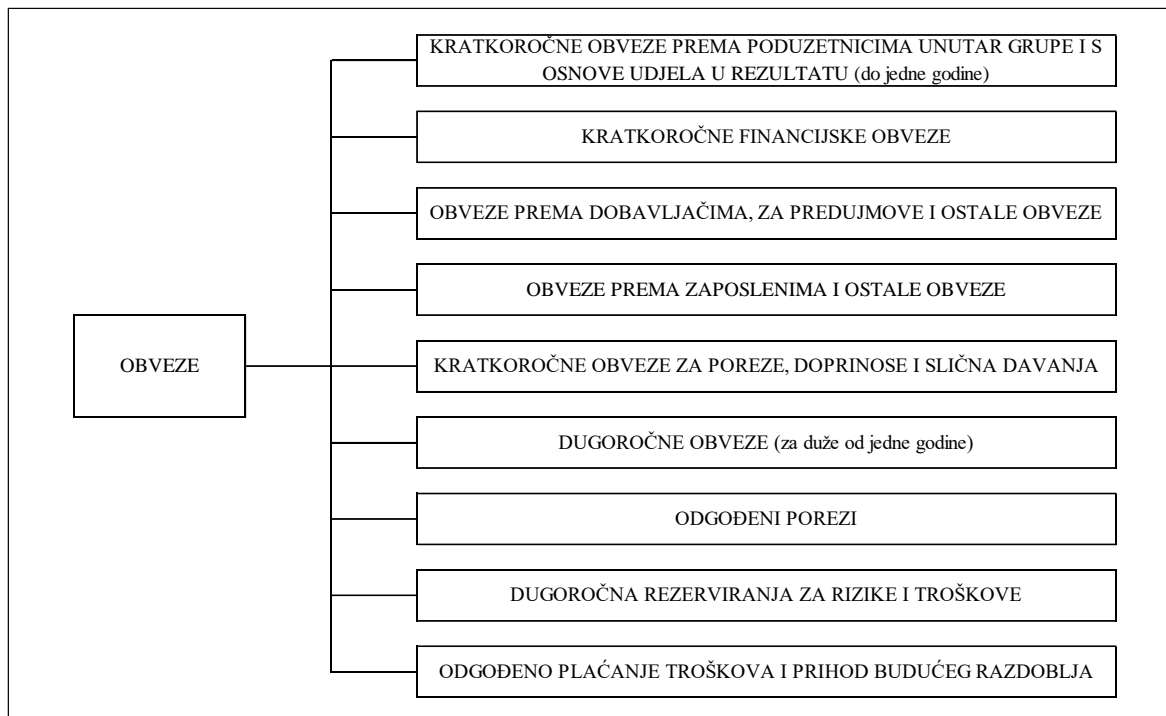 KRATKOROČNE OBVEZE PREMA PODUZETNICIMA UNUTAR GRUPE I S
OSNOVE UDJELA U REZULTATU (do jedne godine)
KRATKOROČNE FINANCIJSKE OBVEZE
OBVEZE PREMA DOBAVLJAČIMA, ZA PREDUJMOVE I OSTALE OBVEZE
OBVEZE PREMA ZAPOSLENIMA I OSTALE OBVEZE
OBVEZE
KRATKOROČNE OBVEZE ZA POREZE, DOPRINOSE I SLIČNA DAVANJA
DUGOROČNE OBVEZE (za duže od jedne godine)
ODGOĐENI POREZI
DUGOROČNA REZERVIRANJA ZA RIZIKE I TROŠKOVE
ODGOĐENO PLAĆANJE TROŠKOVA I PRIHOD BUDUĆEG RAZDOBLJA